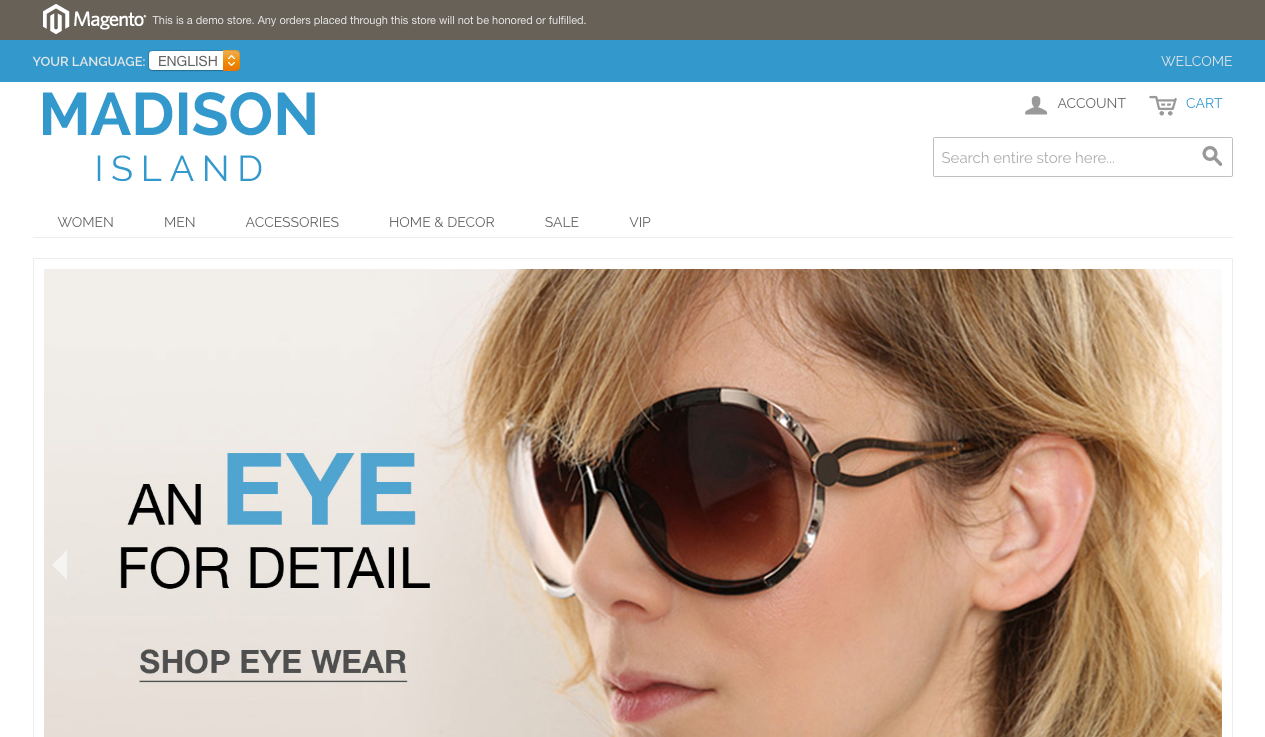 Magento® This is a demo store. Any orders placed through this store will not be honored or fulfilled.
YOUR LANGUAGE: ENGLISH WELCOME
MADISON
ISLAND
ACCOUNT CART
Search entire store here...
WOMEN MEN ACCESSORIES HOME & DECOR SALE VIP
AN EYE
FOR DETAIL
SHOP EYE WEAR